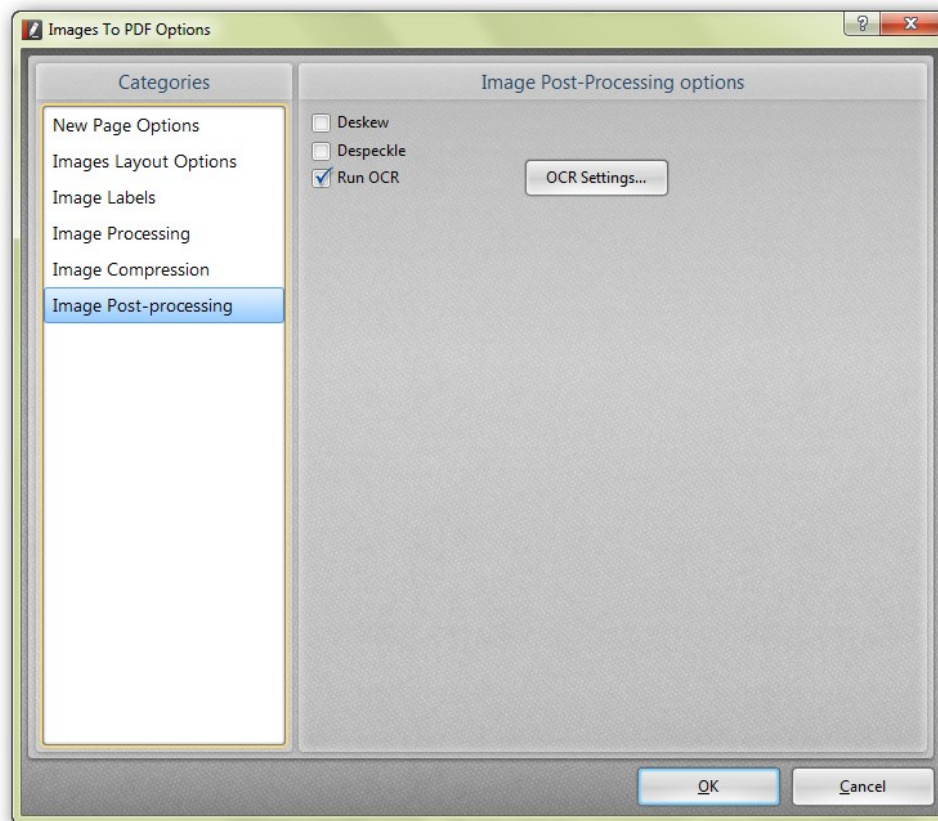 Images To PDF Options
?
X
Categories
New Page Options
Images Layout Options
Image Labels
Image Processing
Image Compression
Image Post-processing
Image Post-Processing options
Deskew
Despeckle
Run OCR
OCR Settings...
OK
Cancel